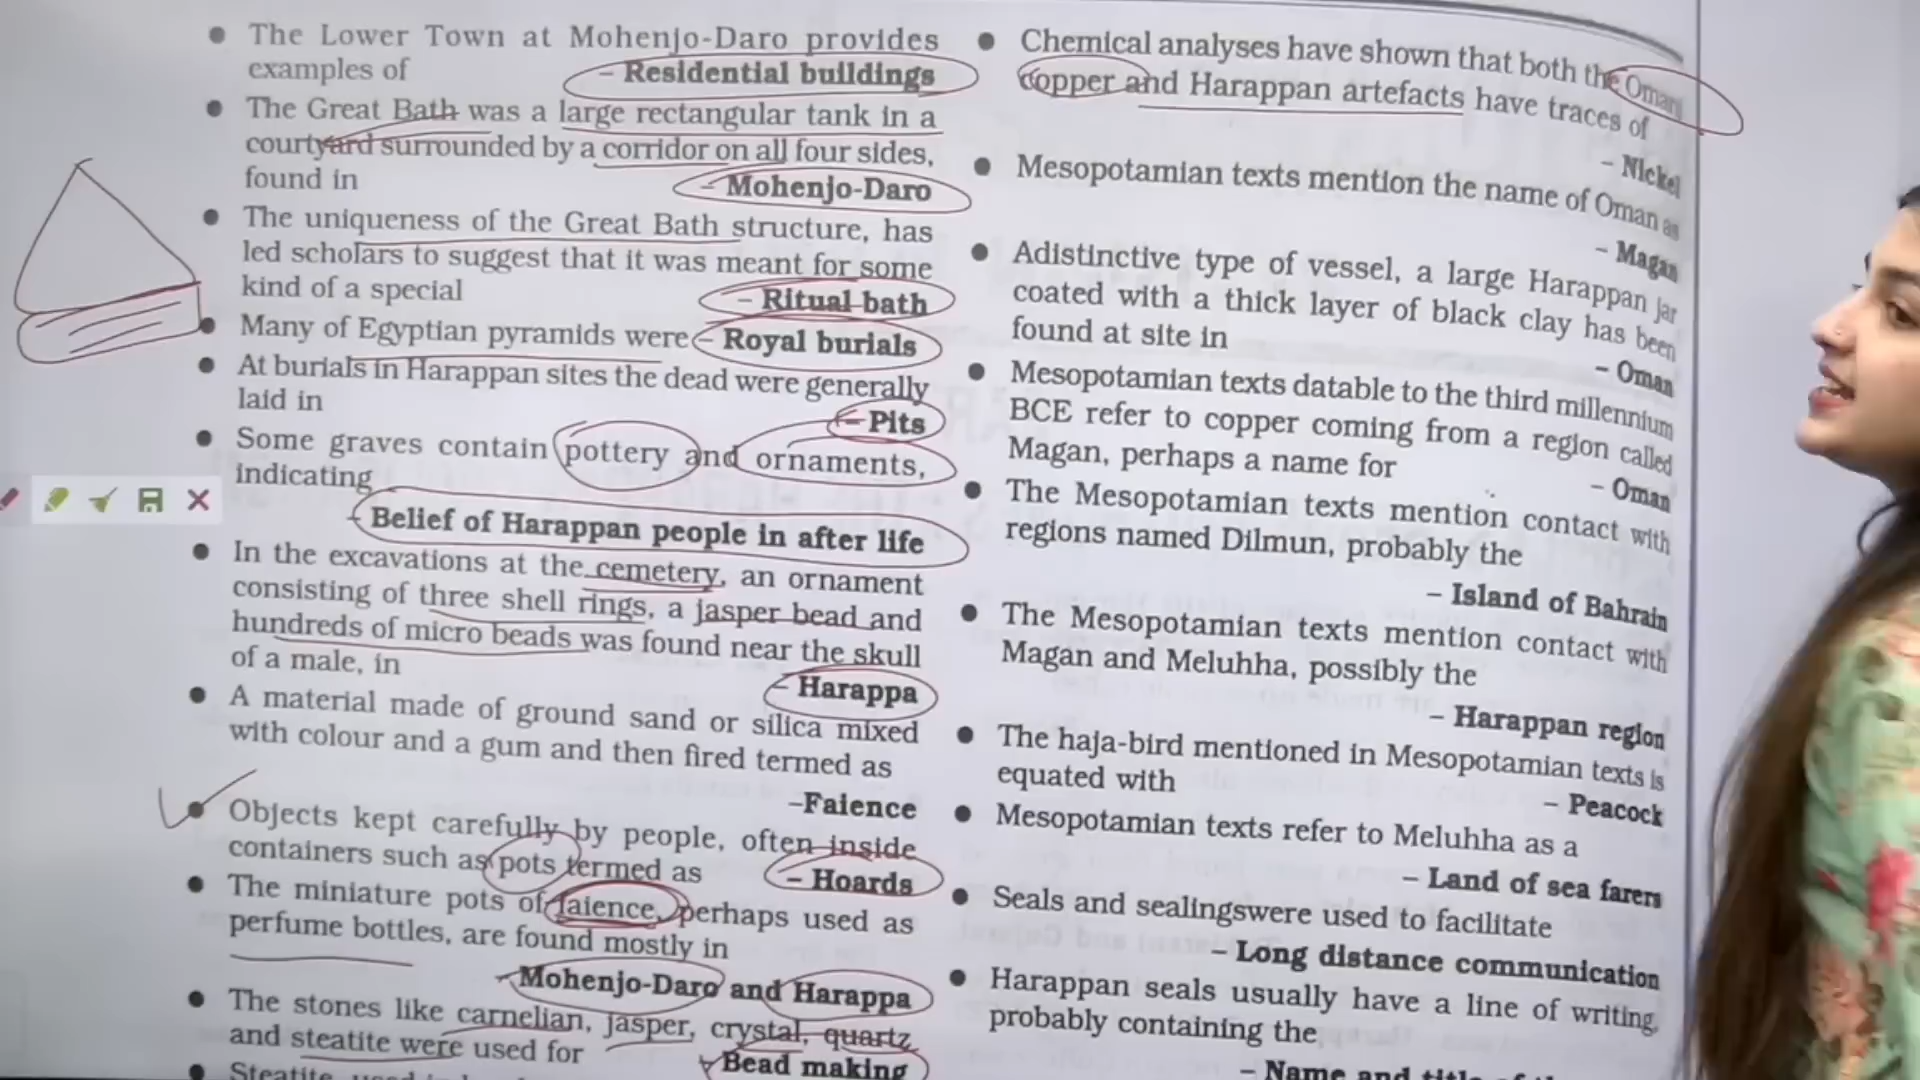 • The Lower Town at Mohenjo-Daro provides
examples of – Residential buildings
• The Great Bath was a large rectangular tank in a
courtyard surrounded by a corridor on all four sides,
found in – Mohenjo-Daro
• The uniqueness of the Great Bath structure, has
led scholars to suggest that it was meant for some
kind of a special – Ritual bath
• Many of Egyptian pyramids were – Royal burials
• At burials in Harappan sites the dead were generally
laid in – Pits
• Some graves contain pottery and ornaments,
indicating
– Belief of Harappan people in after life
• In the excavations at the cemetery, an ornament
consisting of three shell rings, a jasper bead and
hundreds of micro beads was found near the skull
of a male, in – Harappa
• A material made of ground sand or silica mixed
with colour and a gum and then fired termed as
–Faience
• Objects kept carefully by people, often inside
containers such as pots termed as – Hoards
• The miniature pots of faience, perhaps used as
perfume bottles, are found mostly in
– Mohenjo-Daro and Harappa
• The stones like carnelian, jasper, crystal, quartz
and steatite were used for – Bead making
• Steatite, used in
• Chemical analyses have shown that both the Oman
copper and Harappan artefacts have traces of
– Nickel
• Mesopotamian texts mention the name of Oman as
– Magan
• Adistinctive type of vessel, a large Harappan jar
coated with a thick layer of black clay has been
found at site in – Oman
• Mesopotamian texts datable to the third millennium
BCE refer to copper coming from a region called
Magan, perhaps a name for – Oman
• The Mesopotamian texts mention contact with
regions named Dilmun, probably the
– Island of Bahrain
• The Mesopotamian texts mention contact with
Magan and Meluhha, possibly the
– Harappan region
• The haja-bird mentioned in Mesopotamian texts is
equated with – Peacock
• Mesopotamian texts refer to Meluhha as a
– Land of sea farers
• Seals and sealingswere used to facilitate
– Long distance communication
• Harappan seals usually have a line of writing,
probably containing the
– Name and title of